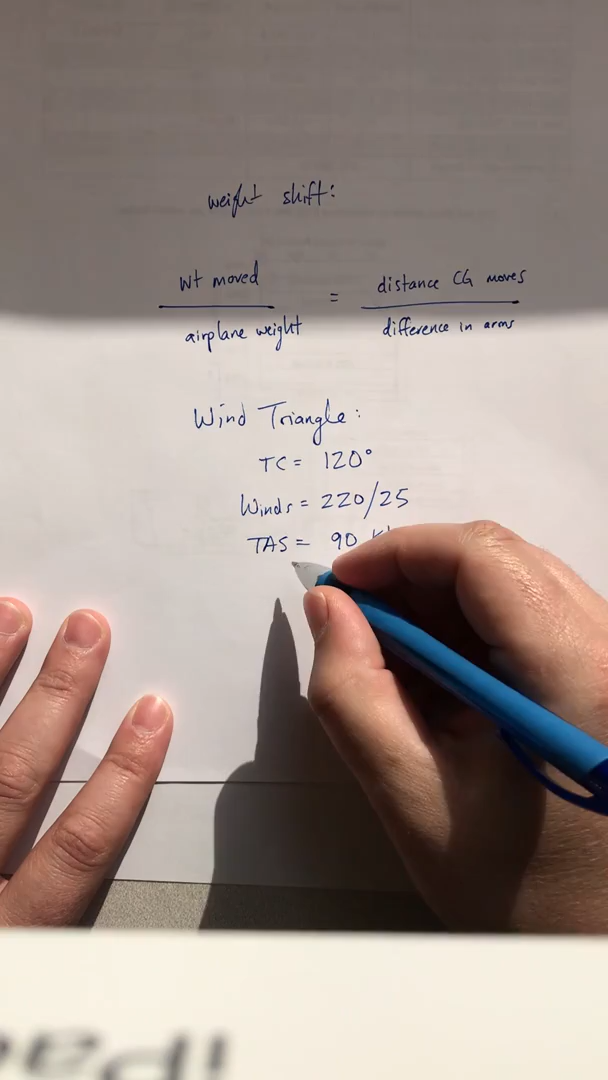 weight shift:
wt moved
airplane weight
=
distance CG moves
difference in arms
Wind Triangle:
TC = 120°
Winds = 220/25
TAS = 90